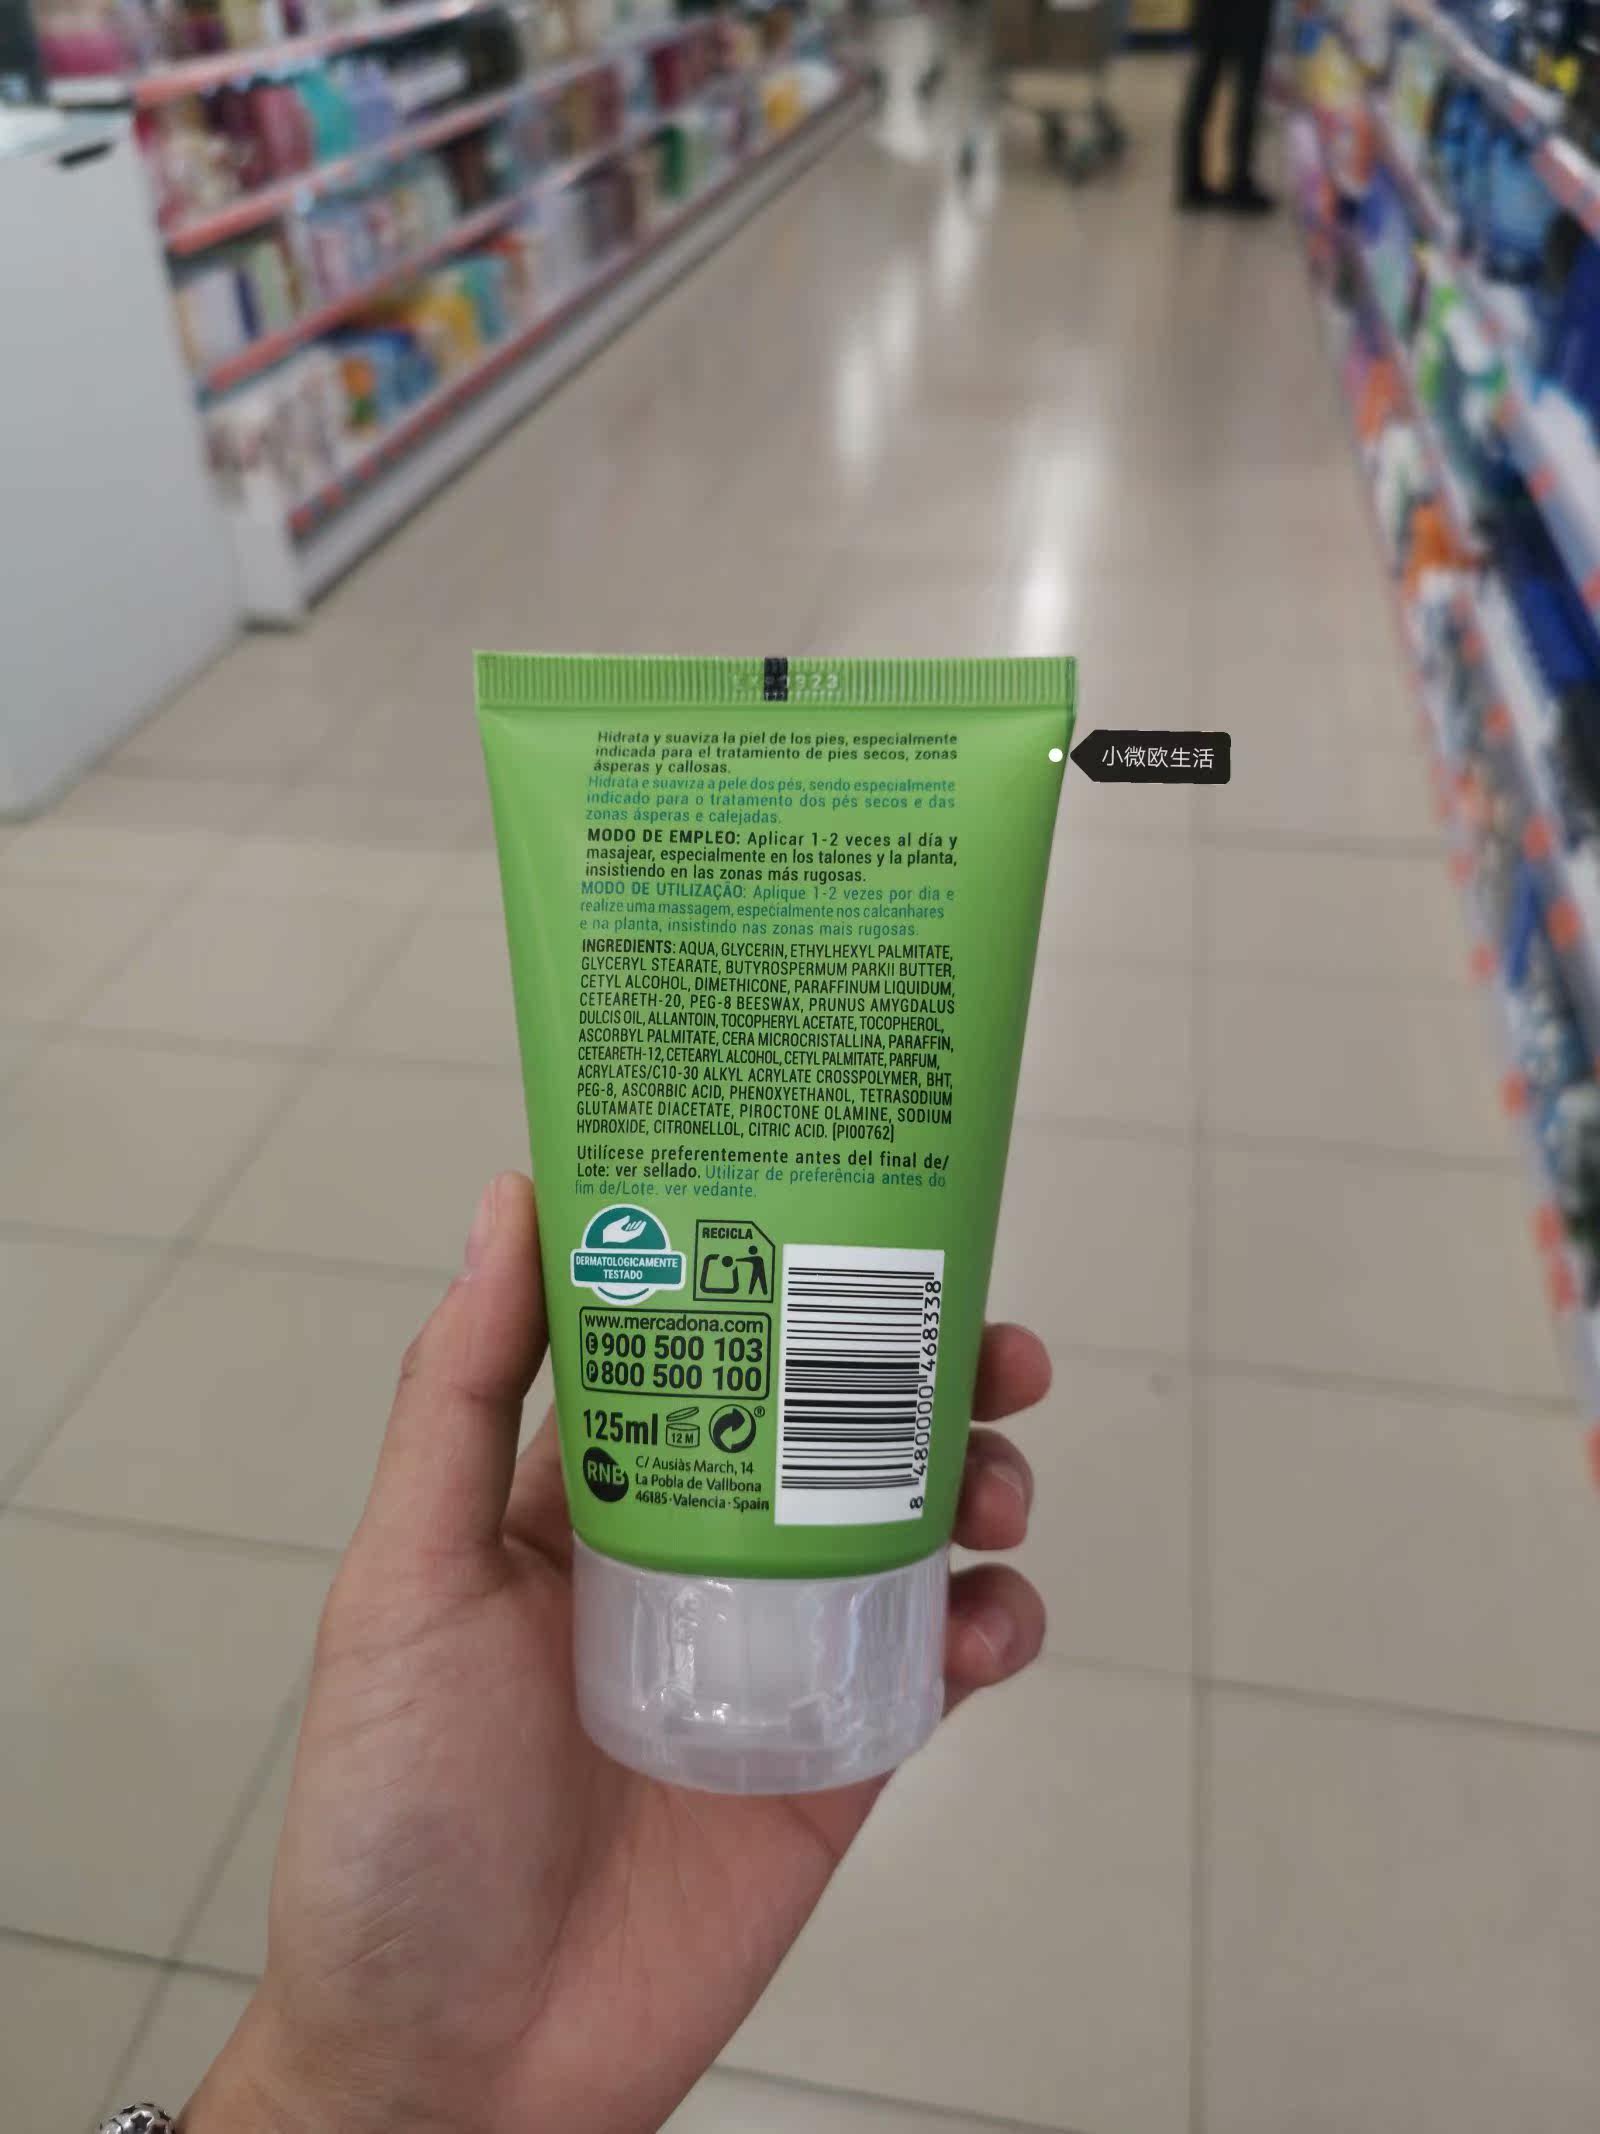 Hidrata y suaviza la piel de los pies, especialmente
indicada para el tratamiento de pies secos, zonas
ásperas y callosas.
Hidrata e suaviza a pele dos pés, sendo especialmente
indicado para o tratamento dos pés secos e das
zonas ásperas e calejadas.
MODO DE EMPLEO: Aplicar 1-2 veces al día y
masajear, especialmente en los talones y la planta,
insistiendo en las zonas más rugosas.
MODO DE UTILIZAÇÃO: Aplique 1-2 vezes por dia e
realize uma massagem, especialmente nos calcanhares
e na planta, insistindo nas zonas mais rugosas.
INGREDIENTS: AQUA, GLYCERIN, ETHYLHEXYL PALMITATE,
GLYCERYL STEARATE, BUTYROSPERMUM PARKII BUTTER,
CETYL ALCOHOL, DIMETHICONE, PARAFFINUM LIQUIDUM,
CETEARETH-20, PEG-8 BEESWAX, PRUNUS AMYGDALUS
DULCIS OIL, ALLANTOIN, TOCOPHERYL ACETATE, TOCOPHEROL,
ASCORBYL PALMITATE, CERA MICROCRISTALLINA, PARAFFIN,
CETEARETH-12, CETEARYL ALCOHOL, CETYL PALMITATE, PARFUM,
ACRYLATES/C10-30 ALKYL ACRYLATE CROSSPOLYMER, BHT,
PEG-8, ASCORBIC ACID, PHENOXYETHANOL, TETRASODIUM
GLUTAMATE DIACETATE, PIROCTONE OLAMINE, SODIUM
HYDROXIDE, CITRONELLOL, CITRIC ACID. [PI00762]
Utilícese preferentemente antes del final de/
Lote: ver sellado. Utilizar de preferência antes do
fim de/Lote. ver vedante.
DERMATOLOGICAMENTE
TESTADO
RECICLA
www.mercadona.com
E 900 500 103
P 800 500 100
125ml
12 M
®
RNB
C/ Ausiàs March, 14
La Pobla de Vallbona
46185·Valencia·Spain
8 480000 468338
小微欧生活